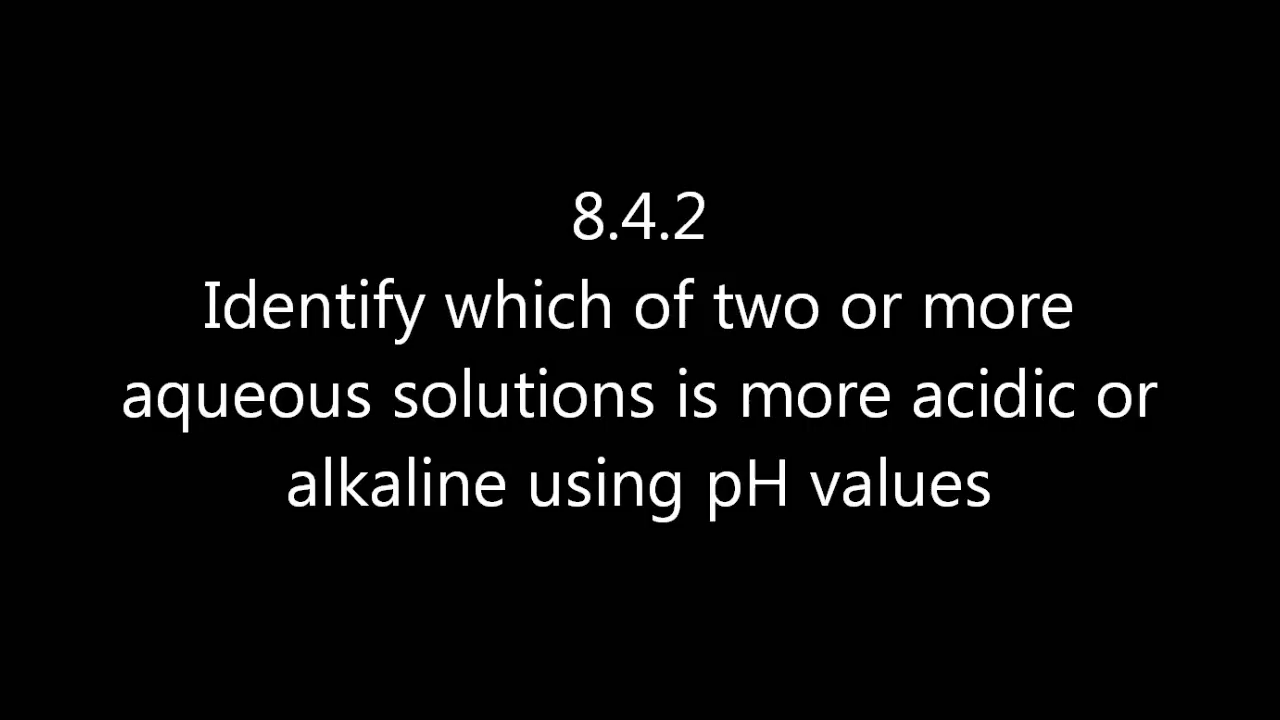 8.4.2
Identify which of two or more
aqueous solutions is more acidic or
alkaline using pH values